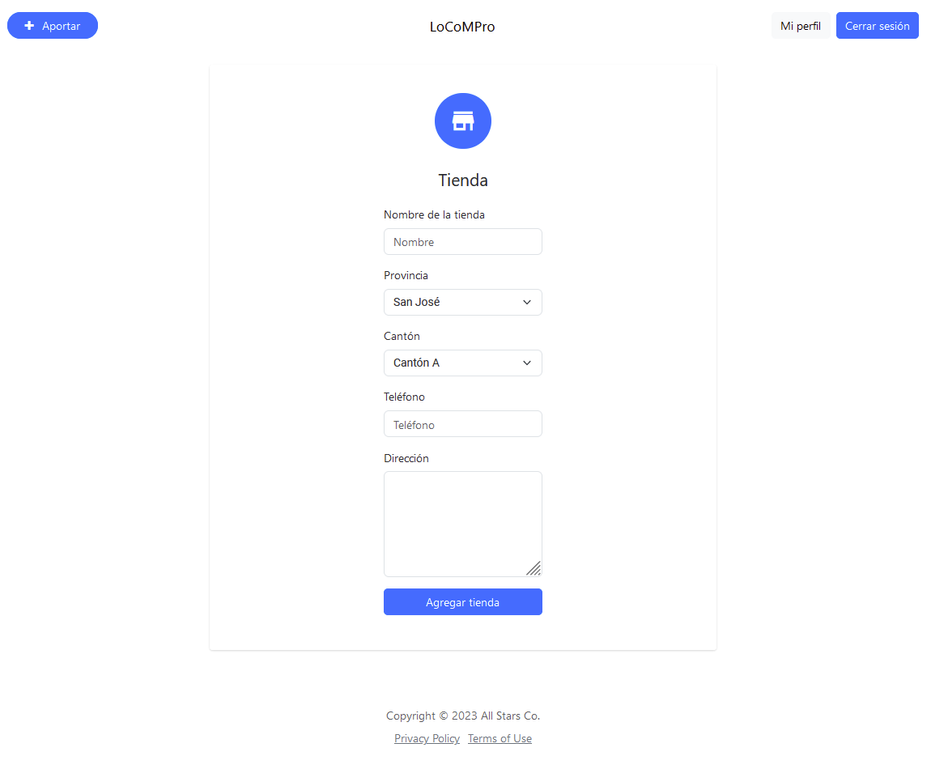 Aportar
LoCoMPro
Mi perfil
Cerrar sesión
Tienda
Nombre de la tienda
Nombre
Provincia
San José
Cantón
Cantón A
Teléfono
Teléfono
Dirección
Agregar tienda
Copyright © 2023 All Stars Co.
Privacy Policy Terms of Use